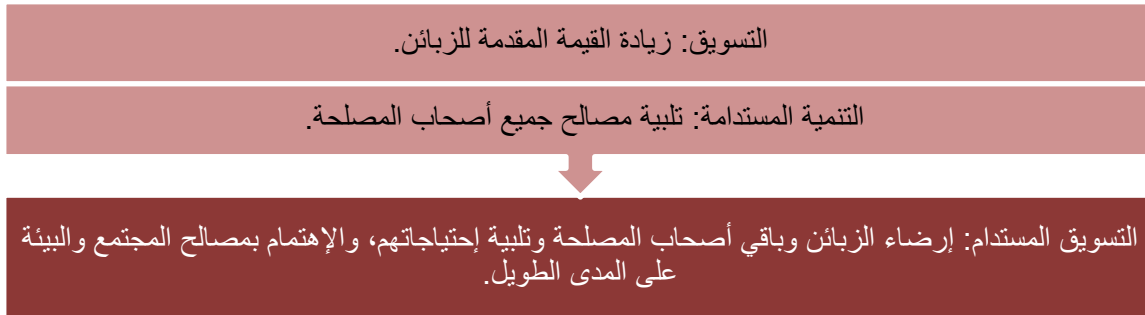 التسويق: زيادة القيمة المقدمة للزبائن.
التنمية المستدامة: تلبية مصالح جميع أصحاب المصلحة.
التسويق المستدام: إرضاء الزبائن وباقي أصحاب المصلحة وتلبية إحتياجاتهم، والإهتمام بمصالح المجتمع والبيئة
على المدى الطويل.